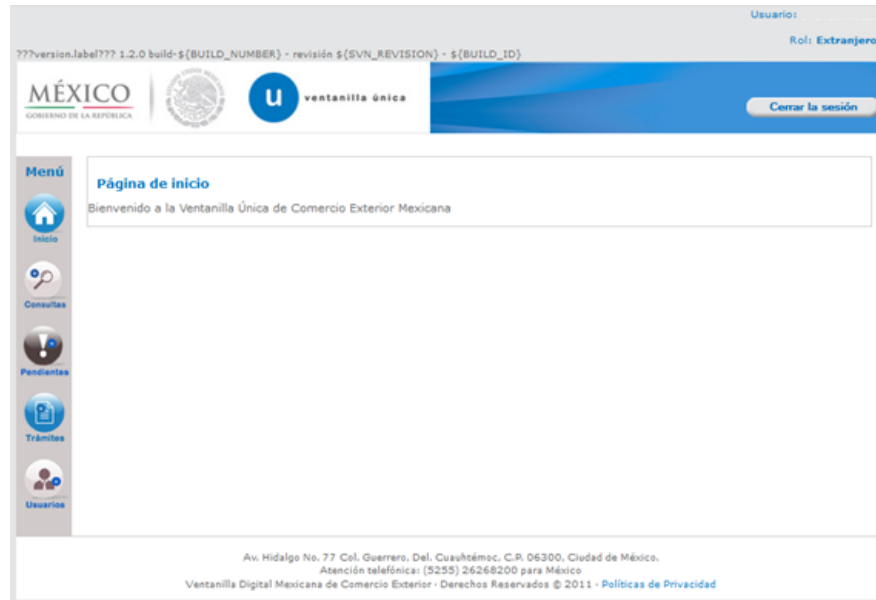 Usuario:
Rol: Extranjero
???version.label??? 1.2.0 build-${BUILD_NUMBER} - revisión ${SVN_REVISION} - ${BUILD_ID}
MÉXICO
GOBIERNO DE LA REPÚBLICA
u
ventanilla única
Cerrar la sesión
Menú
Inicio
Consultas
Pendientes
Trámites
Usuarios
Página de inicio
Bienvenido a la Ventanilla Única de Comercio Exterior Mexicana
Av. Hidalgo No. 77 Col. Guerrero, Del. Cuauhtémoc, C.P. 06300, Ciudad de México.
Atención telefónica: (5255) 26268200 para México
Ventanilla Digital Mexicana de Comercio Exterior - Derechos Reservados © 2011 - Políticas de Privacidad